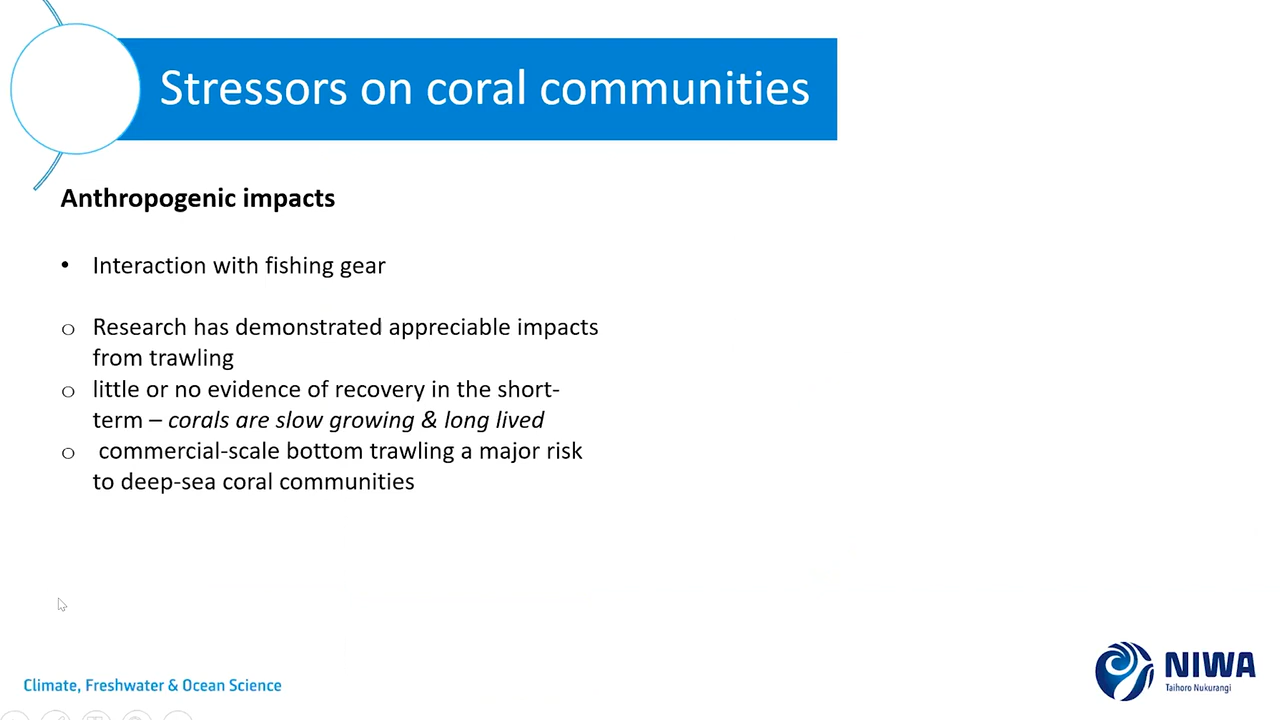 Stressors on coral communities
Anthropogenic impacts
• Interaction with fishing gear
o Research has demonstrated appreciable impacts
from trawling
o little or no evidence of recovery in the short-
term – corals are slow growing & long lived
o commercial-scale bottom trawling a major risk
to deep-sea coral communities
Climate, Freshwater & Ocean Science
NIWA
Taihoro Nukurangi